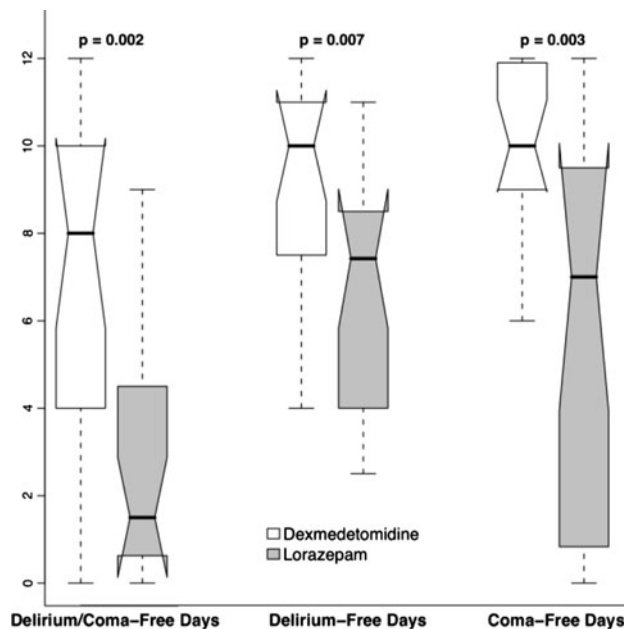 p = 0.002 p = 0.007 p = 0.003
12
10
8
6
4
2
0
Dexmedetomidine
Lorazepam
Delirium/Coma–Free Days Delirium–Free Days Coma–Free Days